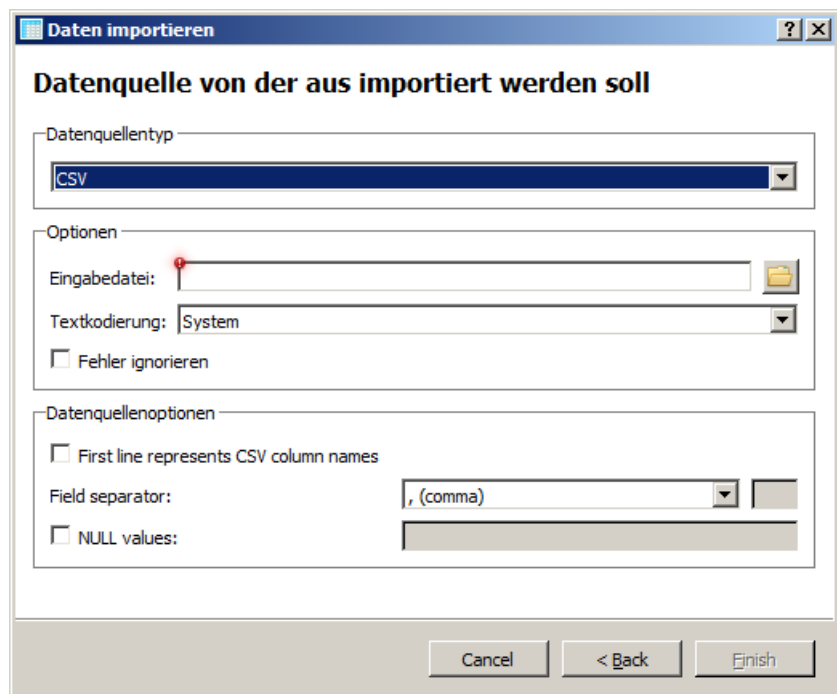 Daten importieren
Datenquelle von der aus importiert werden soll
Datenquellentyp
CSV
Optionen
Eingabedatei:
Textkodierung: System
Fehler ignorieren
Datenquellenoptionen
First line represents CSV column names
Field separator: , (comma)
NULL values:
Cancel < Back Finish